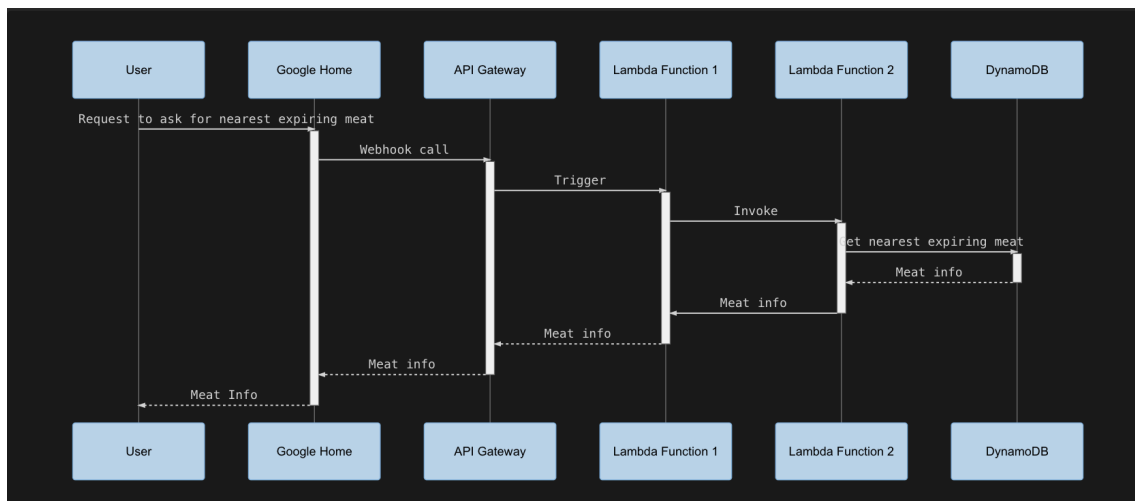 User
Google Home
API Gateway
Lambda Function 1
Lambda Function 2
DynamoDB
Request to ask for nearest expiring meat
Webhook call
Trigger
Invoke
Get nearest expiring meat
Meat info
Meat info
Meat info
Meat info
Meat Info
User
Google Home
API Gateway
Lambda Function 1
Lambda Function 2
DynamoDB